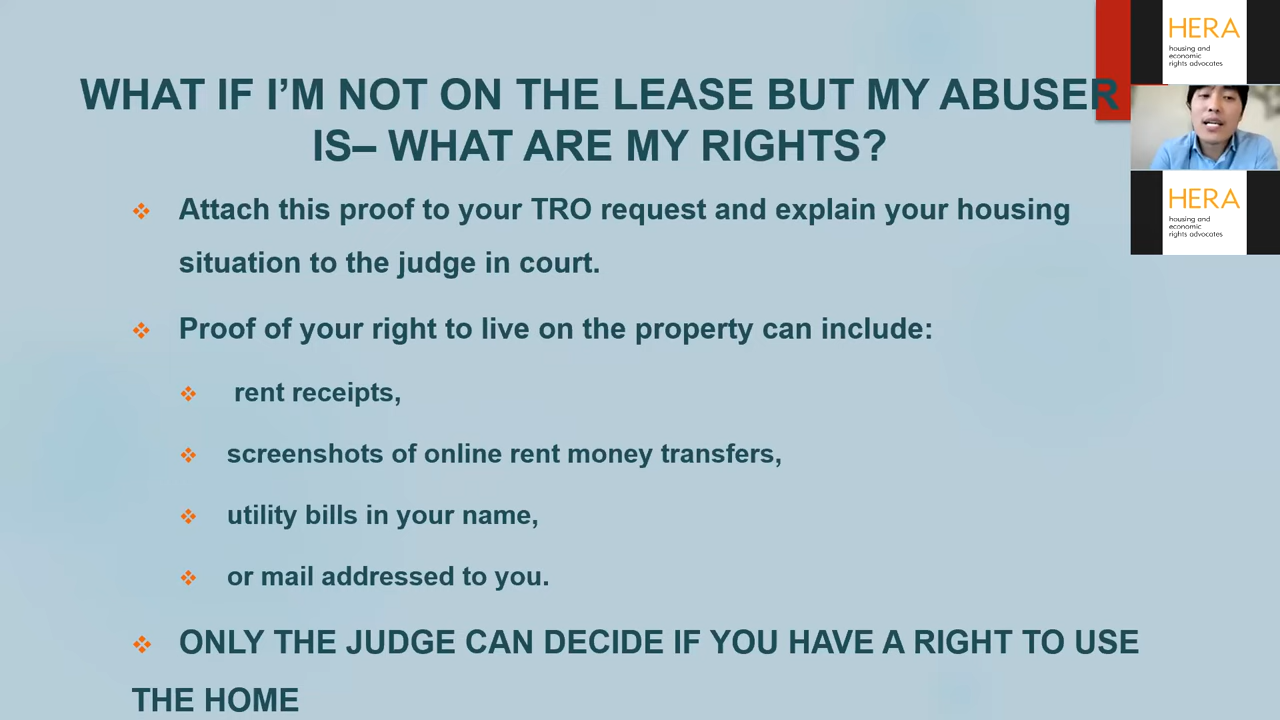 WHAT IF I’M NOT ON THE LEASE BUT MY ABUSER
IS– WHAT ARE MY RIGHTS?
Attach this proof to your TRO request and explain your housing
situation to the judge in court.
Proof of your right to live on the property can include:
rent receipts,
screenshots of online rent money transfers,
utility bills in your name,
or mail addressed to you.
ONLY THE JUDGE CAN DECIDE IF YOU HAVE A RIGHT TO USE
THE HOME
HERA
housing and
economic
rights advocates
HERA
housing and
economic
rights advocates